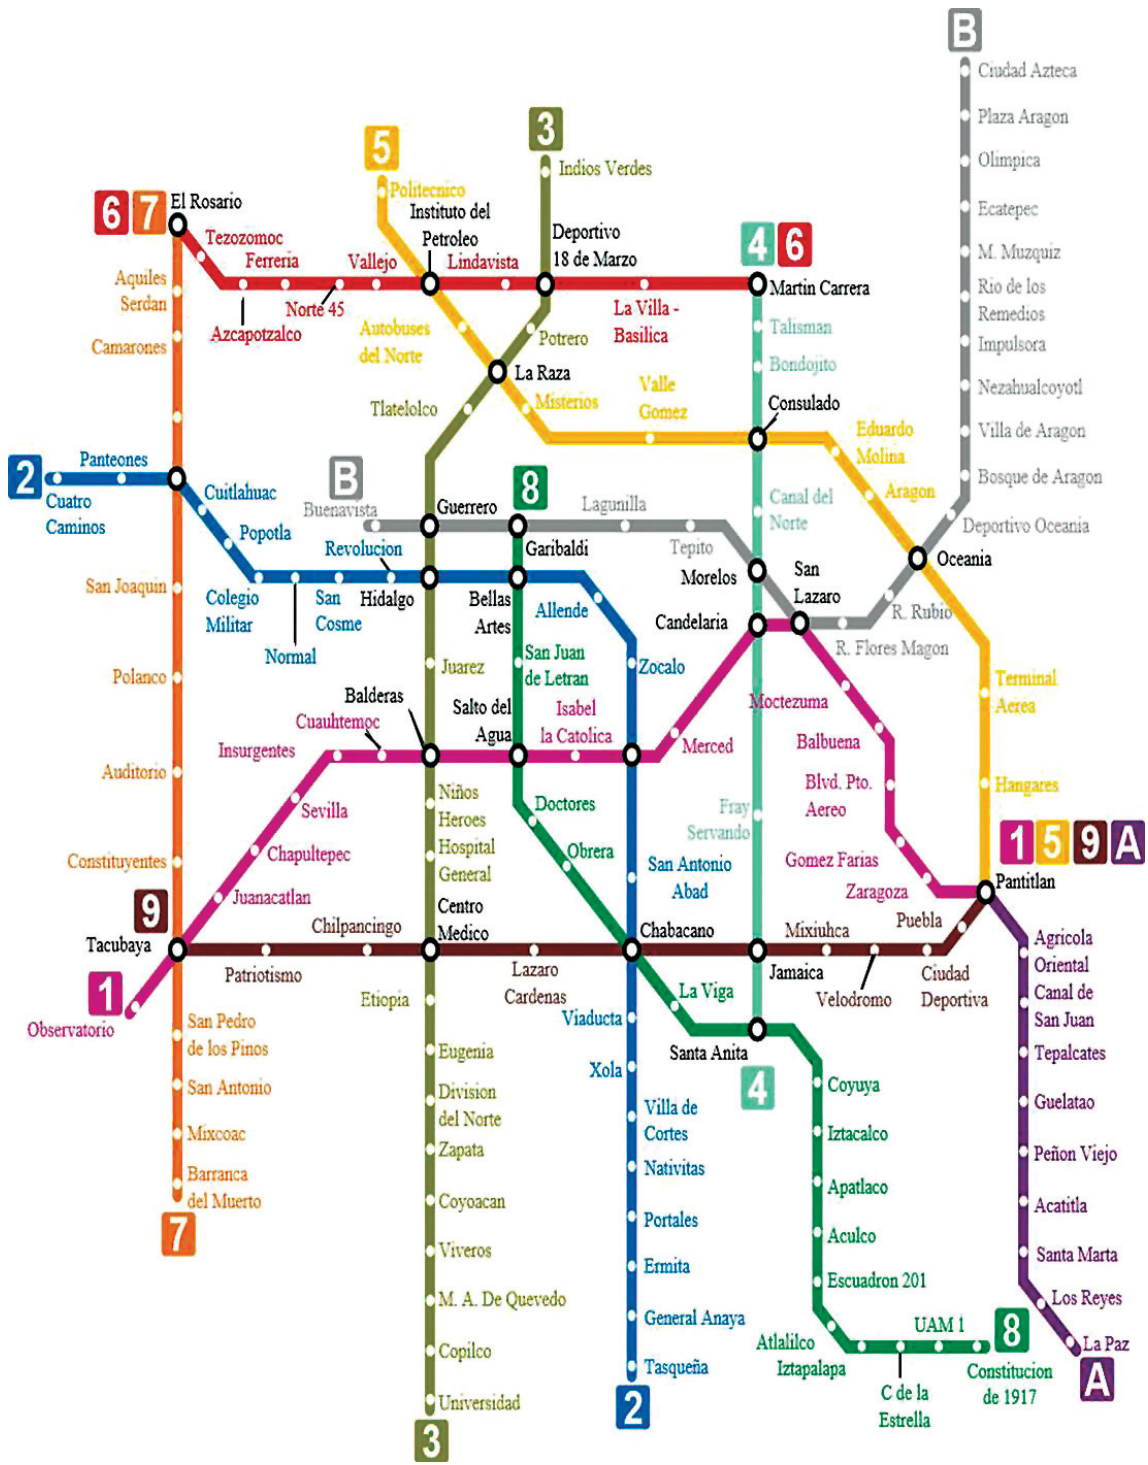 B
Ciudad Azteca
Plaza Aragon
Olimpica
Ecatepec
M. Muzquiz
Rio de los
Remedios
Impulsora
Nezahualcoyotl
Villa de Aragon
Bosque de Aragon
Deportivo Oceania
3
Indios Verdes
5
Politecnico
Instituto del
Petroleo
Deportivo
18 de Marzo
6 7
El Rosario
Tezozomoc
Ferreria
Vallejo
Lindavista
4 6
Martin Carrera
Aquiles
Serdan
Norte 45
Azcapotzalco
La Villa -
Basilica
Camarones
Autobuses
del Norte
Potrero
Talisman
Bondojito
La Raza
Tlatelolco
Misterios
Valle
Gomez
Consulado
Eduardo
Molina
Aragon
2
Panteones
Cuatro
Caminos
Cuitlahuac
Popotla
B
Buenavista
Guerrero
8
Garibaldi
Lagunilla
Tepito
Canal del
Norte
Revolucion
Colegio
Militar
Normal
San
Cosme
Hidalgo
Bellas
Artes
Allende
Morelos
San
Lazaro
Oceania
R. Rubio
R. Flores Magon
Candelaria
San Joaquin
Polanco
Auditorio
Constituyentes
Juarez
San Juan
de Letran
Zocalo
Balderas
Salto del
Agua
Isabel
la Catolica
Merced
Moctezuma
Balbuena
Blvd. Pto.
Aereo
Gomez Farias
Zaragoza
Terminal
Aerea
Hangares
Insurgentes
Cuauhtemoc
Sevilla
Chapultepec
Juanacatlan
Niños
Heroes
Hospital
General
Doctores
Obrera
San Antonio
Abad
Fray
Servando
1 5 9 A
Pantitlan
9
Tacubaya
1
Observatorio
Patriotismo
Chilpancingo
Centro
Medico
Lazaro
Cardenas
Chabacano
Jamaica
Mixiuhca
Velodromo
Puebla
Ciudad
Deportiva
Agricola
Oriental
Canal de
San Juan
Tepalcates
Guelatao
Peñon Viejo
Acatitla
Santa Marta
Los Reyes
La Paz
A
San Pedro
de los Pinos
San Antonio
Mixcoac
Barranca
del Muerto
7
Etiopia
Eugenia
Division
del Norte
Zapata
Coyoacan
Viveros
M. A. De Quevedo
Copilco
Universidad
3
Viaducta
Xola
Villa de
Cortes
Nativitas
Portales
Ermita
General Anaya
Tasqueña
2
La Viga
Santa Anita
4
Coyuya
Iztacalco
Apatlaco
Aculco
Escuadron 201
Atlalilco
Iztapalapa
C de la
Estrella
UAM 1
8
Constitucion
de 1917